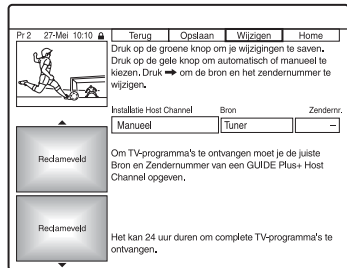 Pr 2 27-Mei 10:10 Terug Opslaan Wijzigen Home
Druk op de groene knop om je wijzigingen te saven.
Druk op de gele knop om automatisch of manueel te
kiezen. Druk ➡ om de bron en het zendernummer te
wijzigen.
Installatie Host Channel Bron Zendernr.
Manueel Tuner –
Reclameveld
Om TV-programma's te ontvangen moet je de juiste
Bron en Zendernummer van een GUIDE Plus+ Host
Channel opgeven.
Reclameveld
Het kan 24 uur duren om complete TV-programma's te
ontvangen.